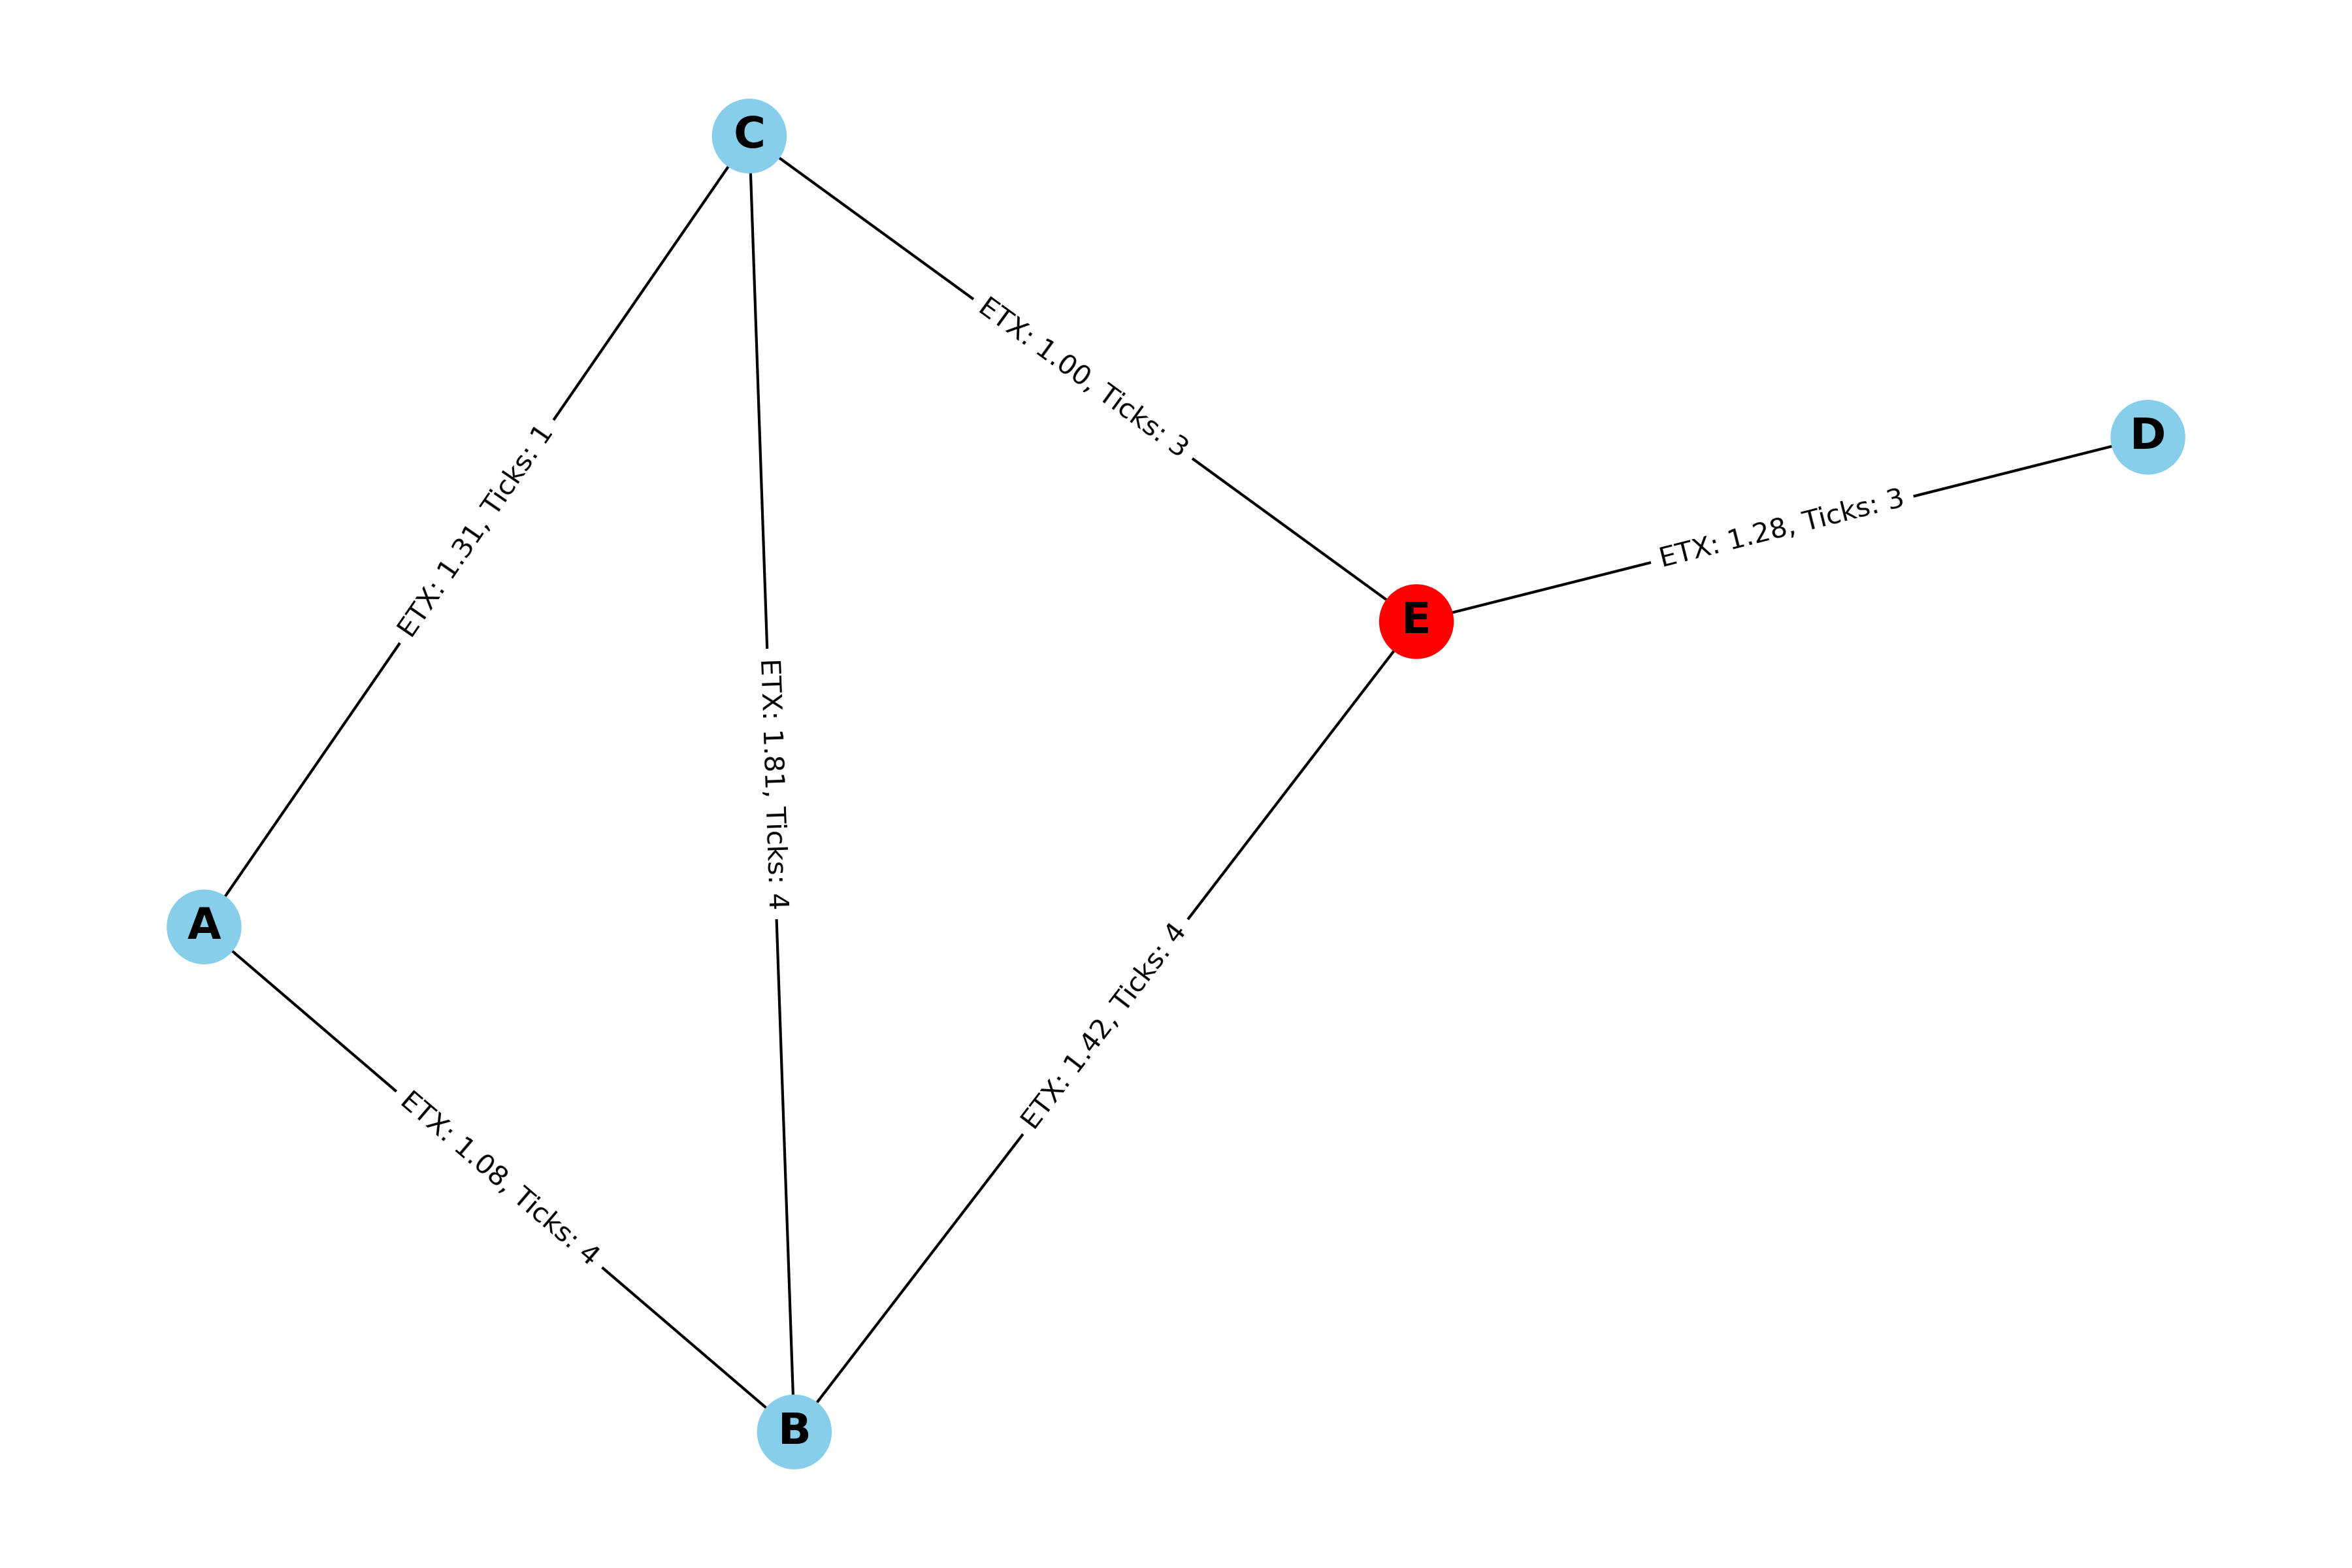 C
ETX: 1.00, Ticks: 3
D
ETX: 1.31, Ticks: 1
ETX: 1.28, Ticks: 3
E
ETX: 1.81, Ticks: 4
A
ETX: 1.42, Ticks: 4
ETX: 1.08, Ticks: 4
B